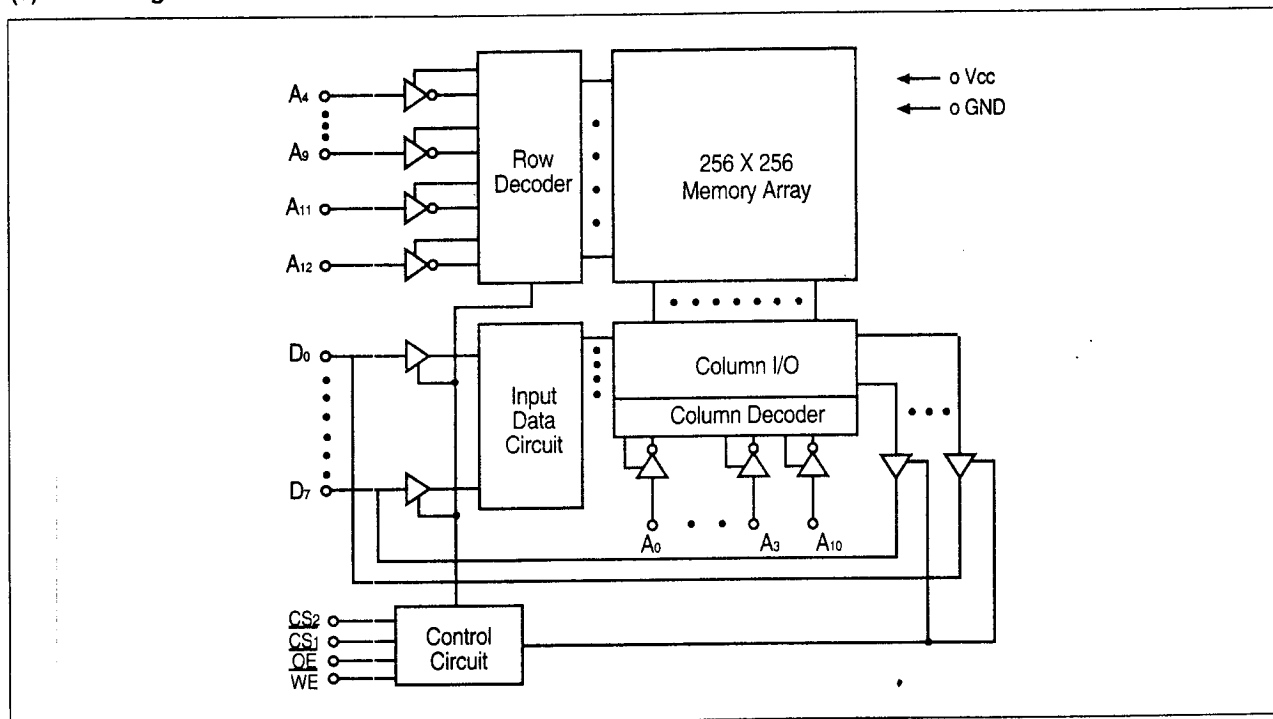 A4
A9
A11
A12
Row
Decoder
256 X 256
Memory Array
o Vcc
o GND
D0
D7
Input
Data
Circuit
Column I/O
Column Decoder
A0
A3
A10
CS2
CS1
OE
WE
Control
Circuit